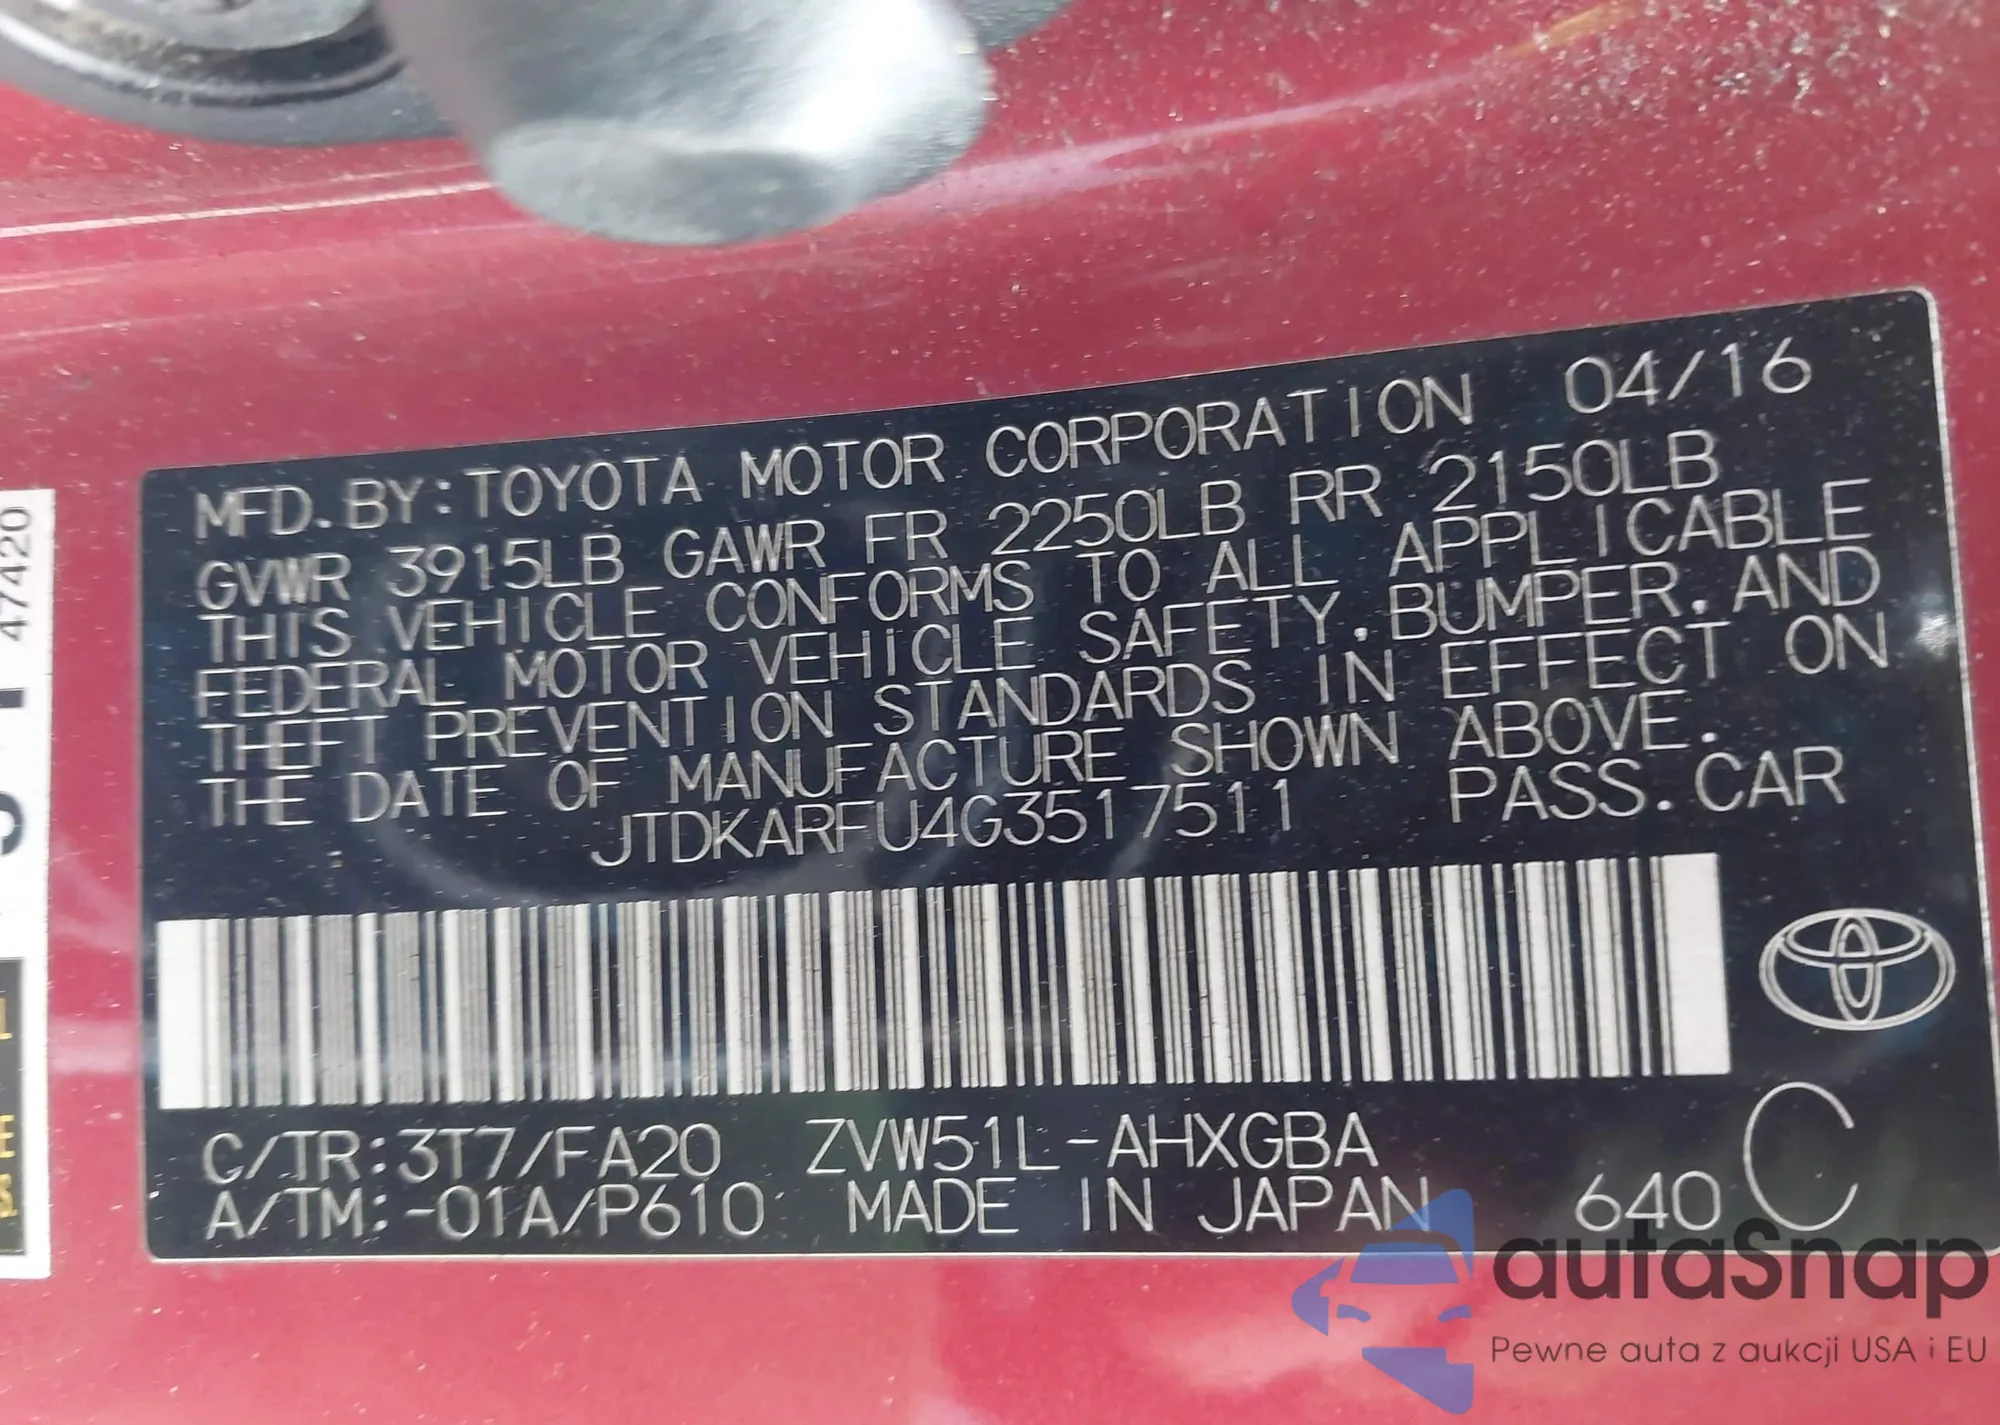 MFD. BY: TOYOTA MOTOR CORPORATION 04/16
GVWR 3915LB GAWR FR 2250LB RR 2150LB
THIS VEHICLE CONFORMS TO ALL APPLICABLE
FEDERAL MOTOR VEHICLE SAFETY, BUMPER, AND
THEFT PREVENTION STANDARDS IN EFFECT ON
THE DATE OF MANUFACTURE SHOWN ABOVE.
JTDKARFU4G3517511 PASS. CAR
C/TR: 3T7/FA20 ZVW51L-AHXGBA
A/TM: -01A/P610 MADE IN JAPAN 640 C
47420
autaSnap
Pewne auta z aukcji USA i EU